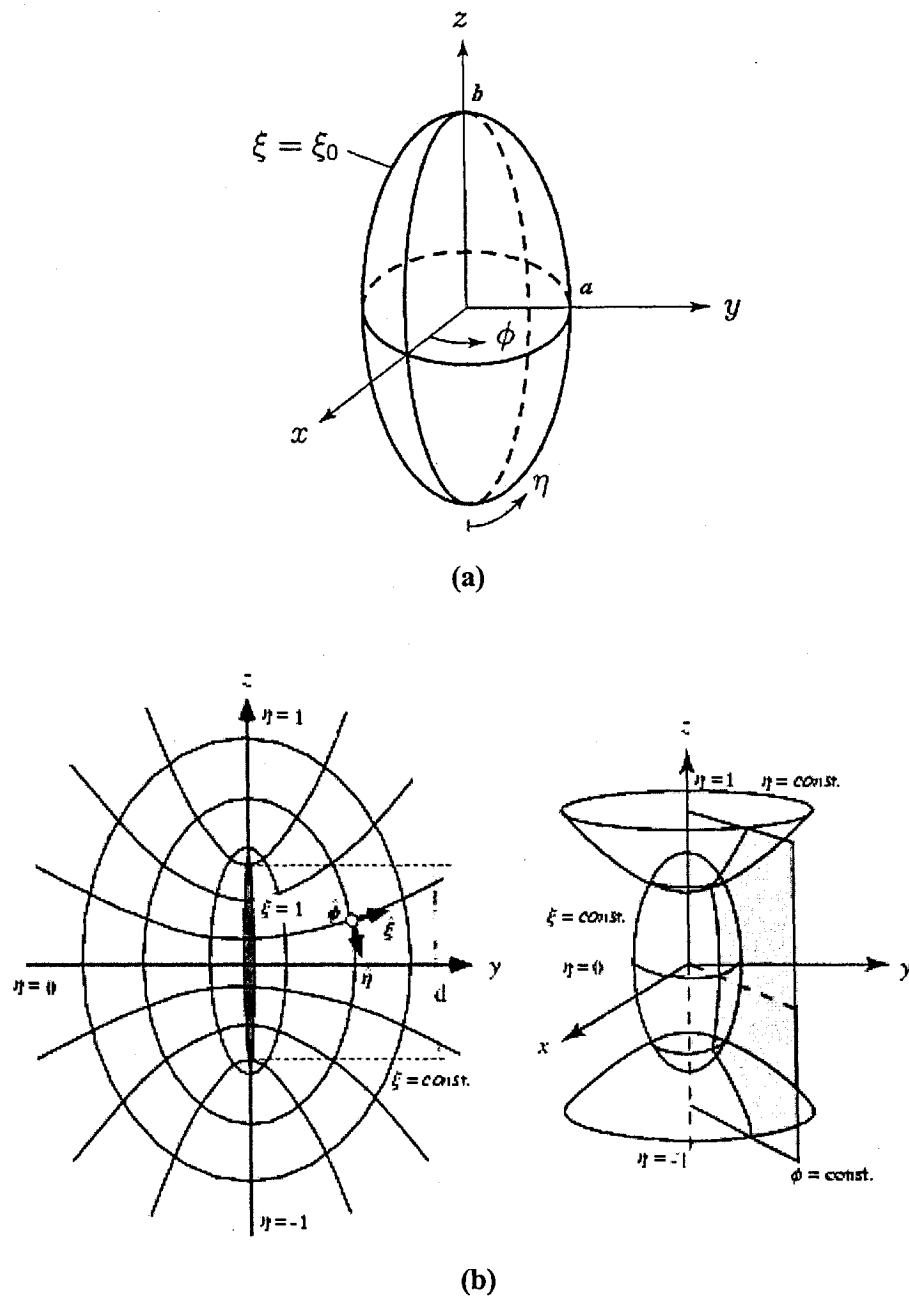 z
b
ξ = ξ₀
a
y
ϕ
x
η
(a)
z
η = 1
ξ = 1
ϕ̂
ξ̂
y
η = 0
η̂
d
ξ = const.
η = -1
z
η = 1
η = const.
ξ = const.
η = 0
y
x
η = -1
ϕ = const.
(b)